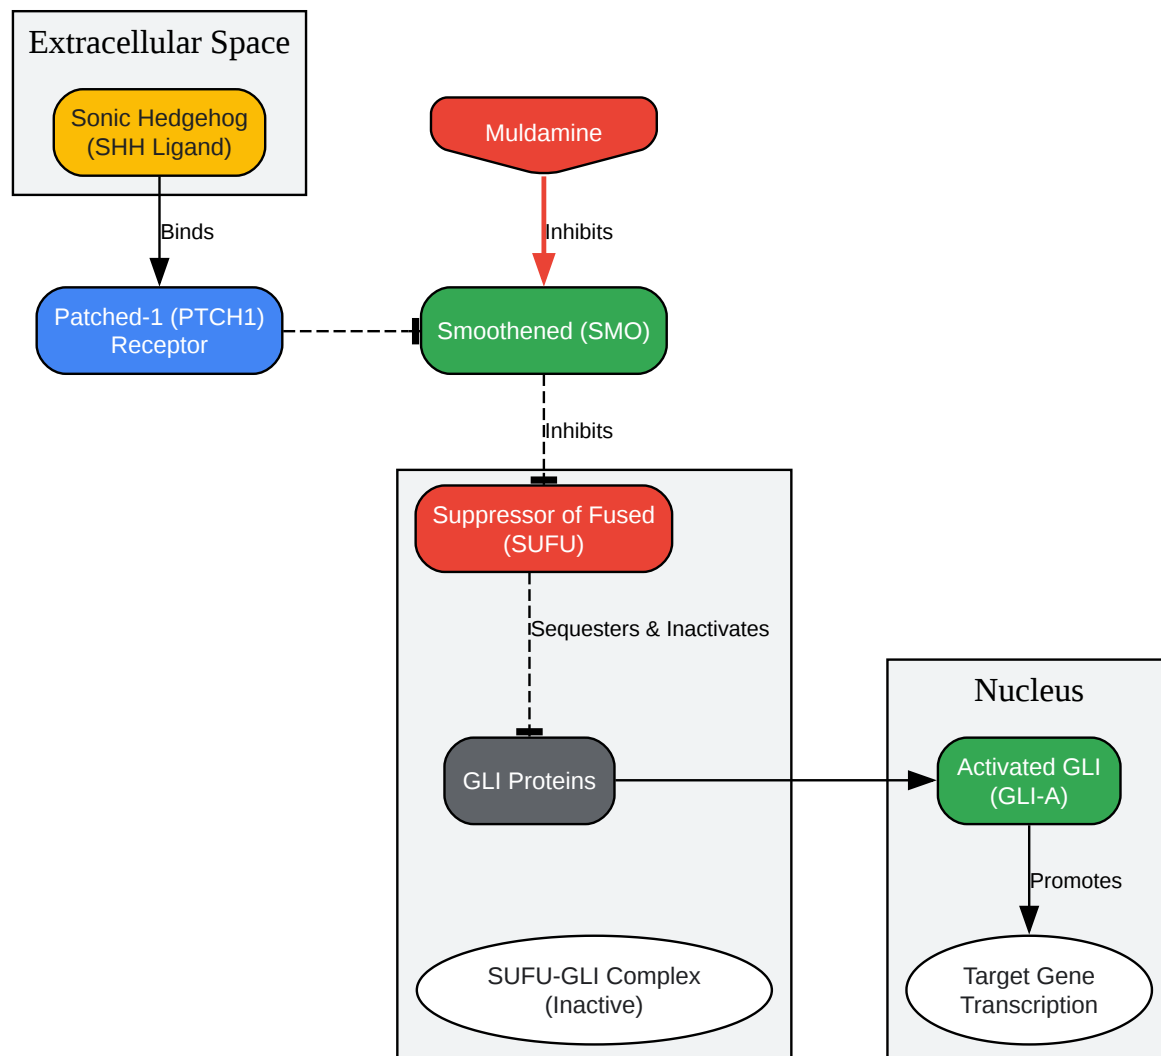 Extracellular Space
Sonic Hedgehog
(SHH Ligand)
Muldamine
Binds
Inhibits
Patched-1 (PTCH1)
Receptor
Smoothened (SMO)
Inhibits
Suppressor of Fused
(SUFU)
Sequesters & Inactivates
Nucleus
GLI Proteins
Activated GLI
(GLI-A)
Promotes
SUFU-GLI Complex
(Inactive)
Target Gene
Transcription